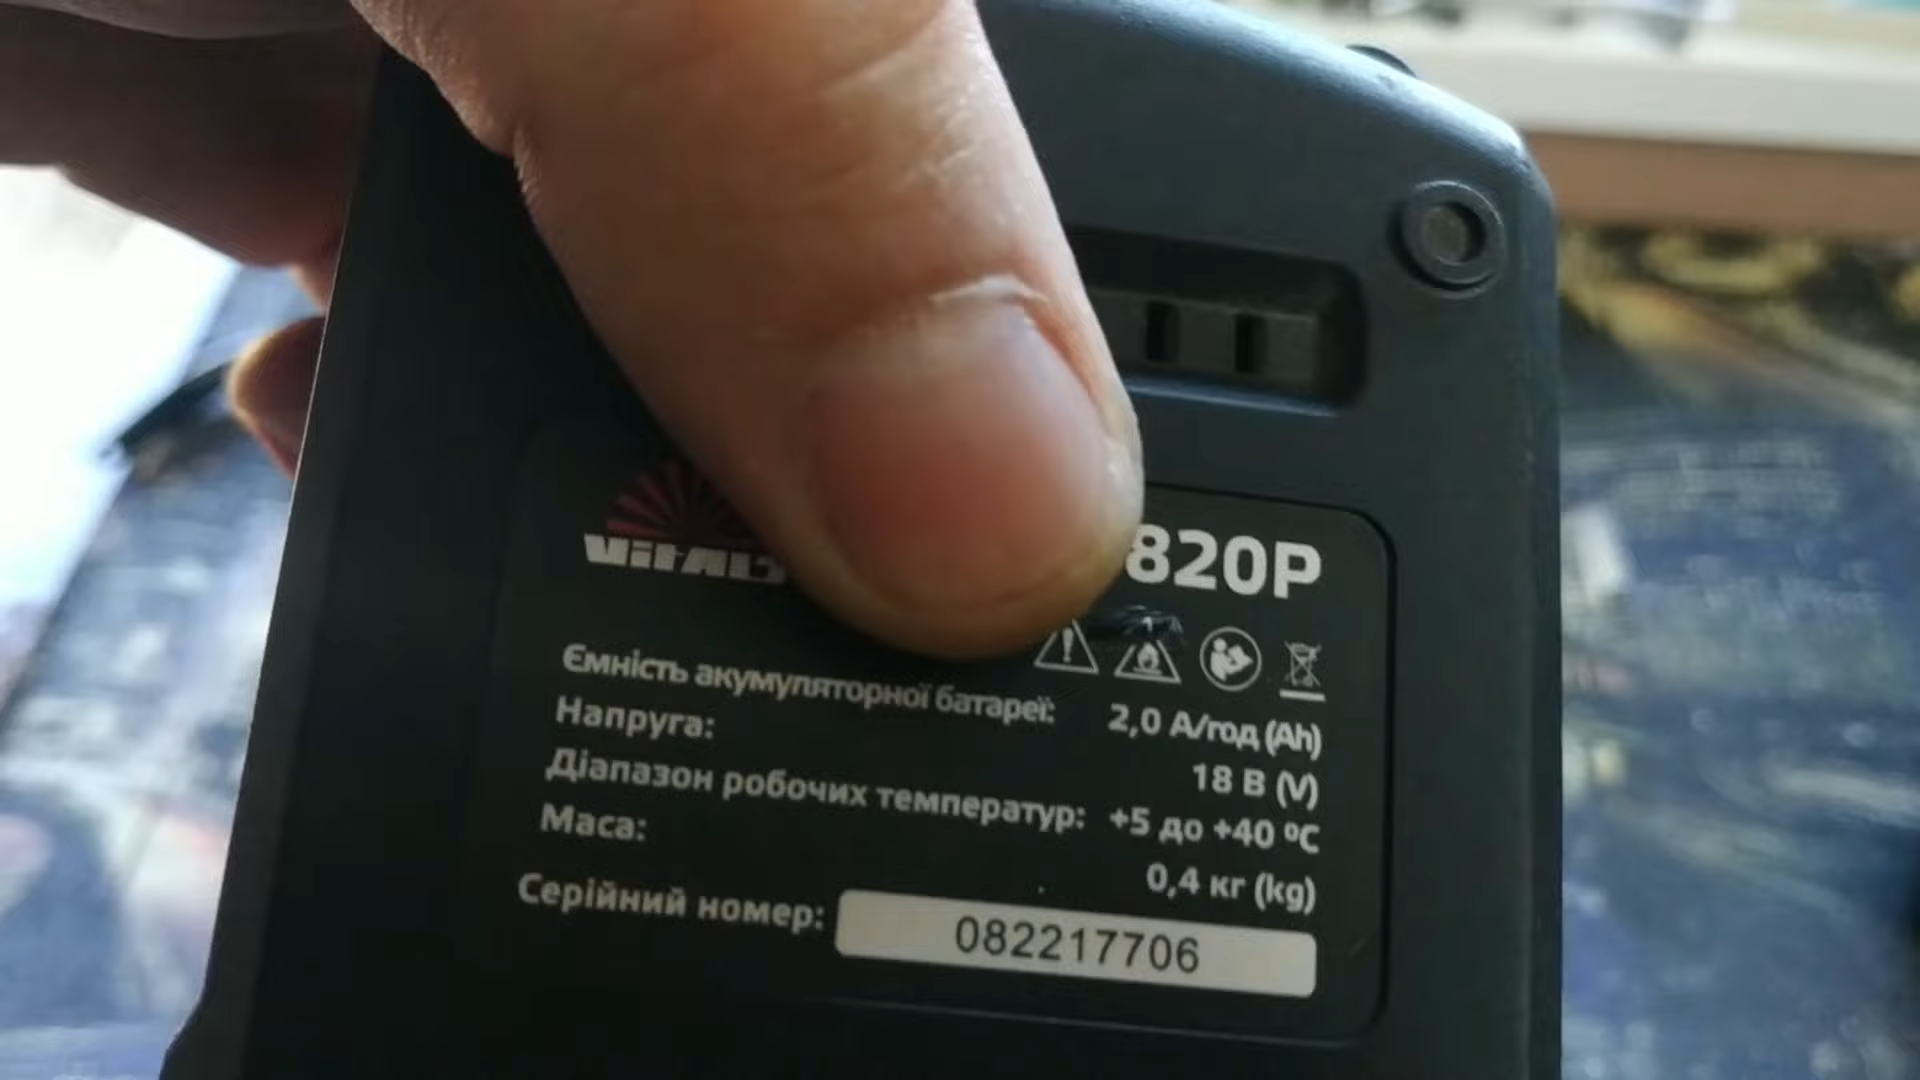 820P
Ємність акумуляторної батареї: 2,0 А/год (Ah)
Напруга: 18 В (V)
Діапазон робочих температур: +5 до +40 ºC
Маса: 0,4 кг (kg)
Серійний номер: 082217706